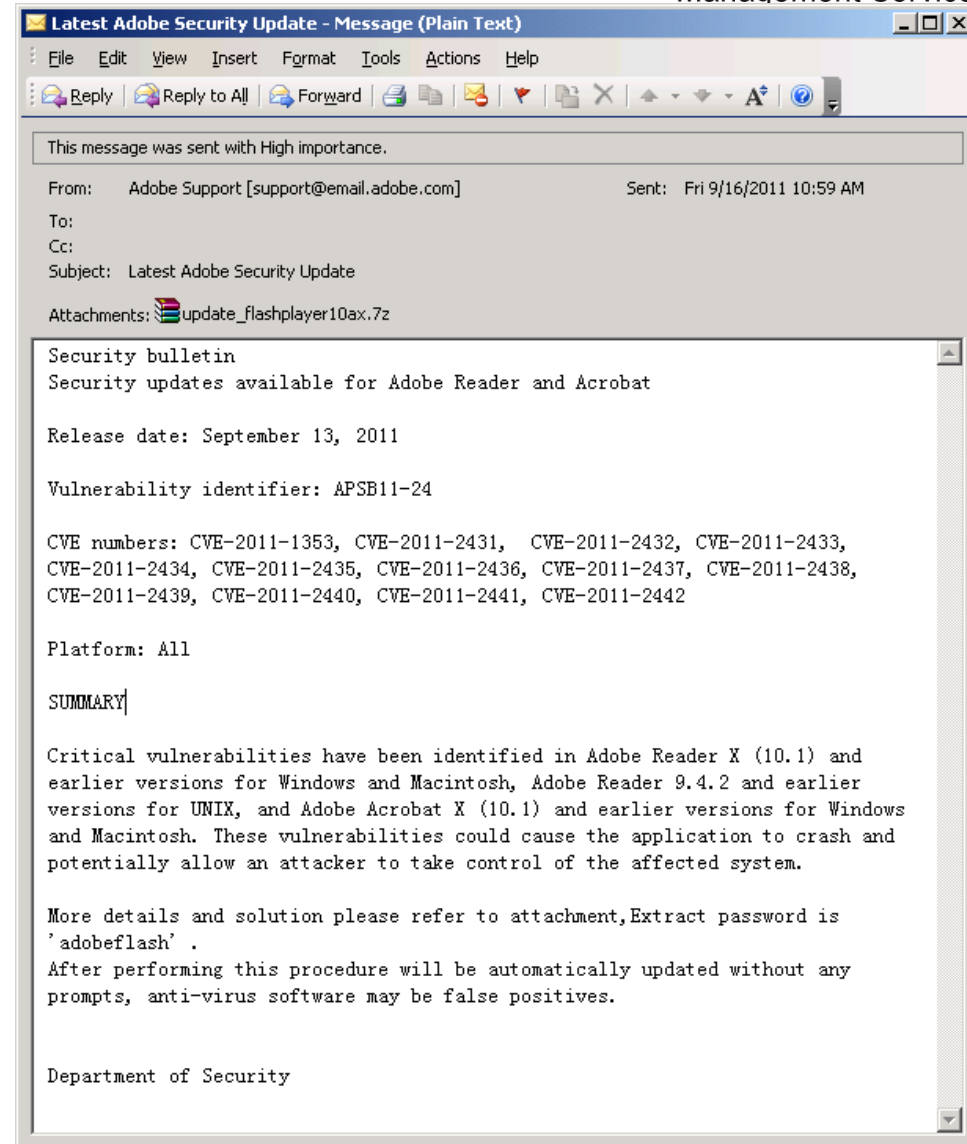 Management Service
Latest Adobe Security Update - Message (Plain Text)
File Edit View Insert Format Tools Actions Help
Reply Reply to All Forward
This message was sent with High importance.
From: Adobe Support [support@email.adobe.com] Sent: Fri 9/16/2011 10:59 AM
To:
Cc:
Subject: Latest Adobe Security Update
Attachments: update_flashplayer10ax.7z
Security bulletin
Security updates available for Adobe Reader and Acrobat
Release date: September 13, 2011
Vulnerability identifier: APSB11-24
CVE numbers: CVE-2011-1353, CVE-2011-2431, CVE-2011-2432, CVE-2011-2433,
CVE-2011-2434, CVE-2011-2435, CVE-2011-2436, CVE-2011-2437, CVE-2011-2438,
CVE-2011-2439, CVE-2011-2440, CVE-2011-2441, CVE-2011-2442
Platform: All
SUMMARY
Critical vulnerabilities have been identified in Adobe Reader X (10.1) and
earlier versions for Windows and Macintosh, Adobe Reader 9.4.2 and earlier
versions for UNIX, and Adobe Acrobat X (10.1) and earlier versions for Windows
and Macintosh. These vulnerabilities could cause the application to crash and
potentially allow an attacker to take control of the affected system.
More details and solution please refer to attachment,Extract password is
'adobeflash' .
After performing this procedure will be automatically updated without any
prompts, anti-virus software may be false positives.
Department of Security